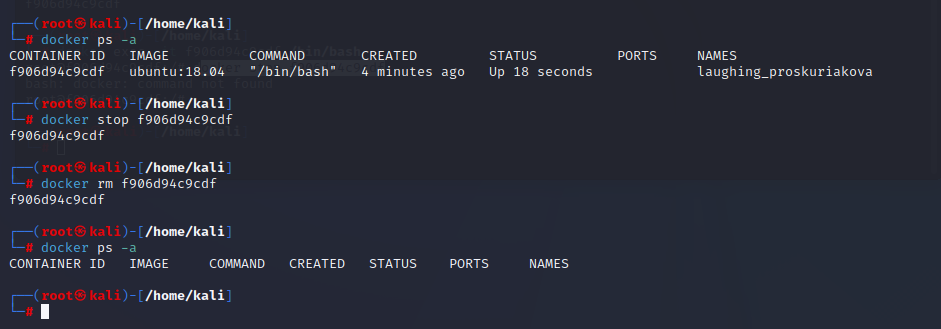 ┌──(root㉿kali)-[/home/kali]
└─# docker ps -a
CONTAINER ID   IMAGE          COMMAND       CREATED         STATUS          PORTS     NAMES
f906d94c9cdf   ubuntu:18.04   "/bin/bash"   4 minutes ago   Up 18 seconds             laughing_proskuriakova
┌──(root㉿kali)-[/home/kali]
└─# docker stop f906d94c9cdf
f906d94c9cdf
┌──(root㉿kali)-[/home/kali]
└─# docker rm f906d94c9cdf
f906d94c9cdf
┌──(root㉿kali)-[/home/kali]
└─# docker ps -a
CONTAINER ID   IMAGE     COMMAND   CREATED   STATUS    PORTS     NAMES
┌──(root㉿kali)-[/home/kali]
└─#